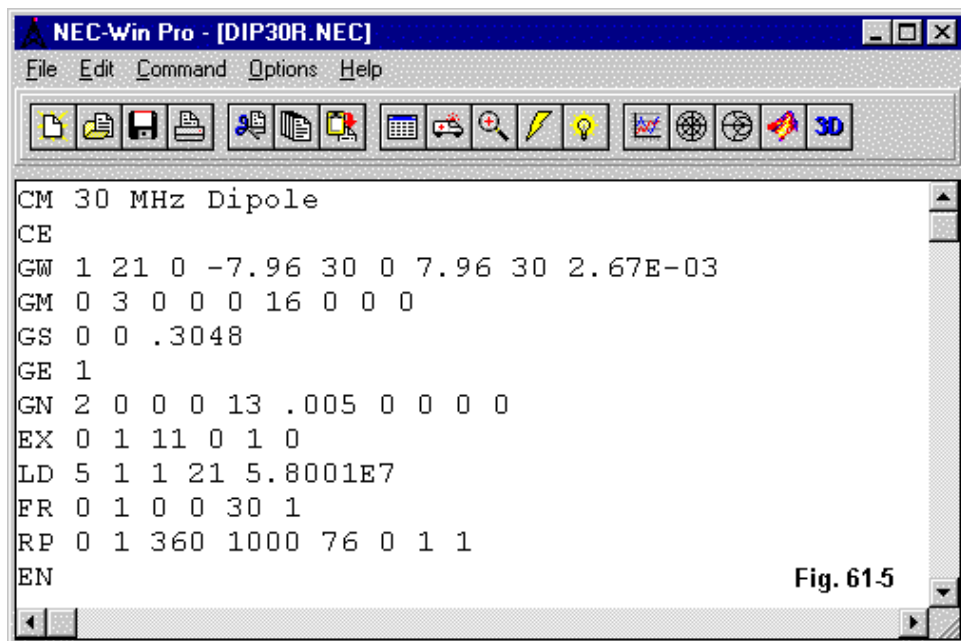 NEC-Win Pro - [DIP30R.NEC]
File Edit Command Options Help
3D
CM 30 MHz Dipole
CE
GW 1 21 0 -7.96 30 0 7.96 30 2.67E-03
GM 0 3 0 0 0 16 0 0 0
GS 0 0 .3048
GE 1
GN 2 0 0 0 13 .005 0 0 0 0
EX 0 1 11 0 1 0
LD 5 1 1 21 5.8001E7
FR 0 1 0 0 30 1
RP 0 1 360 1000 76 0 1 1
EN
Fig. 61-5